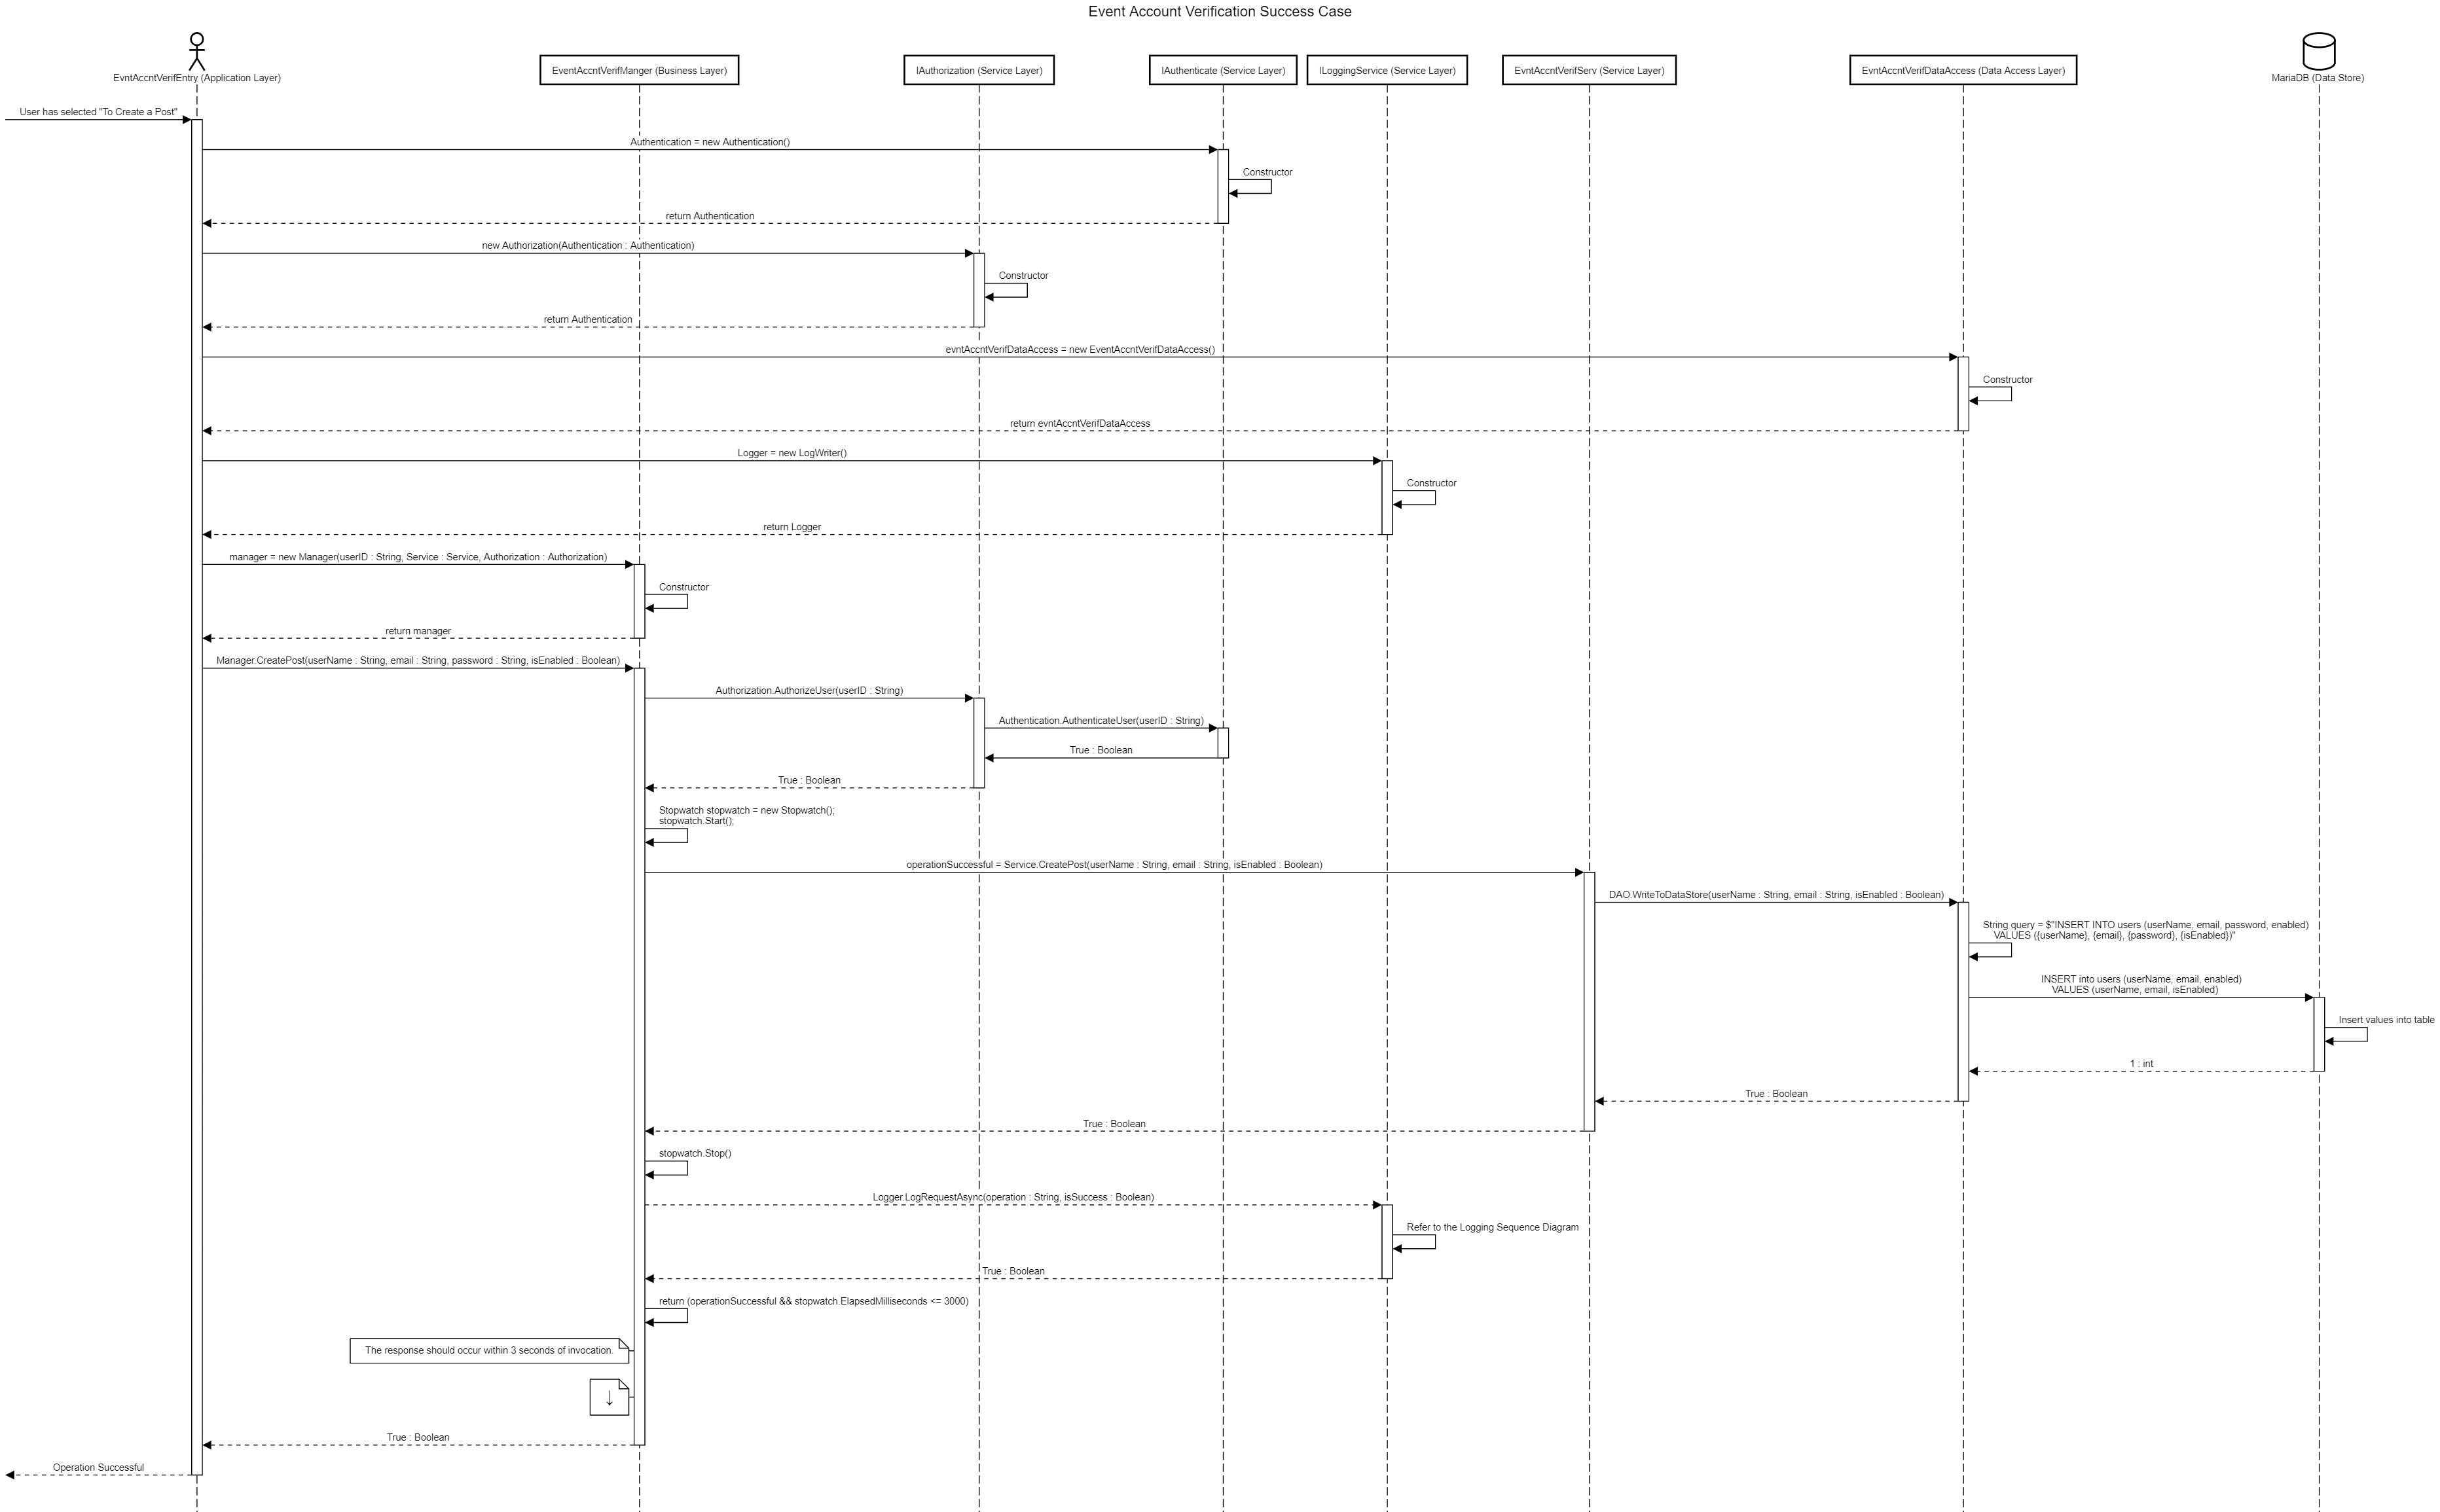 Event Account Verification Success Case
EvntAccntVerifEntry (Application Layer)
EventAccntVerifManger (Business Layer)
IAuthorization (Service Layer)
IAuthenticate (Service Layer)
ILoggingService (Service Layer)
EvntAccntVerifServ (Service Layer)
EvntAccntVerifDataAccess (Data Access Layer)
MariaDB (Data Store)
User has selected "To Create a Post"
Authentication = new Authentication()
Constructor
return Authentication
new Authorization(Authentication : Authentication)
Constructor
return Authentication
evntAccntVerifDataAccess = new EventAccntVerifDataAccess()
Constructor
return evntAccntVerifDataAccess
Logger = new LogWriter()
Constructor
return Logger
manager = new Manager(userID : String, Service : Service, Authorization : Authorization)
Constructor
return manager
Manager.CreatePost(userName : String, email : String, password : String, isEnabled : Boolean)
Authorization.AuthorizeUser(userID : String)
Authentication.AuthenticateUser(userID : String)
True : Boolean
True : Boolean
Stopwatch stopwatch = new Stopwatch();
stopwatch.Start();
operationSuccessful = Service.CreatePost(userName : String, email : String, isEnabled : Boolean)
DAO.WriteToDataStore(userName : String, email : String, isEnabled : Boolean)
String query = $"INSERT INTO users (userName, email, password, enabled)
VALUES ({userName}, {email}, {password}, {isEnabled})"
INSERT into users (userName, email, enabled)
VALUES (userName, email, isEnabled)
Insert values into table
1 : int
True : Boolean
True : Boolean
stopwatch.Stop()
Logger.LogRequestAsync(operation : String, isSuccess : Boolean)
Refer to the Logging Sequence Diagram
True : Boolean
return (operationSuccessful && stopwatch.ElapsedMilliseconds <= 3000)
The response should occur within 3 seconds of invocation.
↓
True : Boolean
Operation Successful